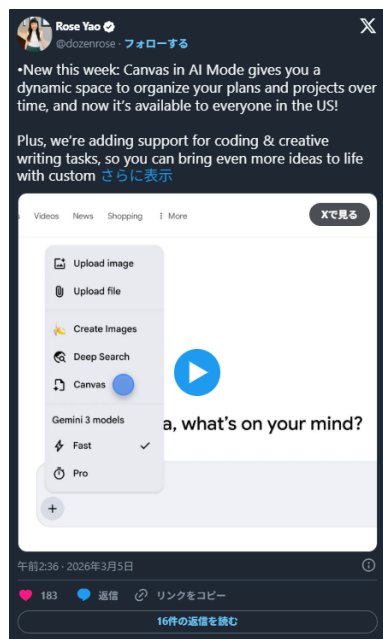 Rose Yao
@dozenrose · フォローする
•New this week: Canvas in AI Mode gives you a
dynamic space to organize your plans and projects over
time, and now it's available to everyone in the US!
Plus, we're adding support for coding & creative
writing tasks, so you can bring even more ideas to life
with custom さらに表示
Videos News Shopping ⋮ More
Xで見る
Upload image
Upload file
Create Images
Deep Search
Canvas
Gemini 3 models
a, what's on your mind?
Fast
Pro
午前2:36 · 2026年3月5日
183 返信 リンクをコピー
16件の返信を読む